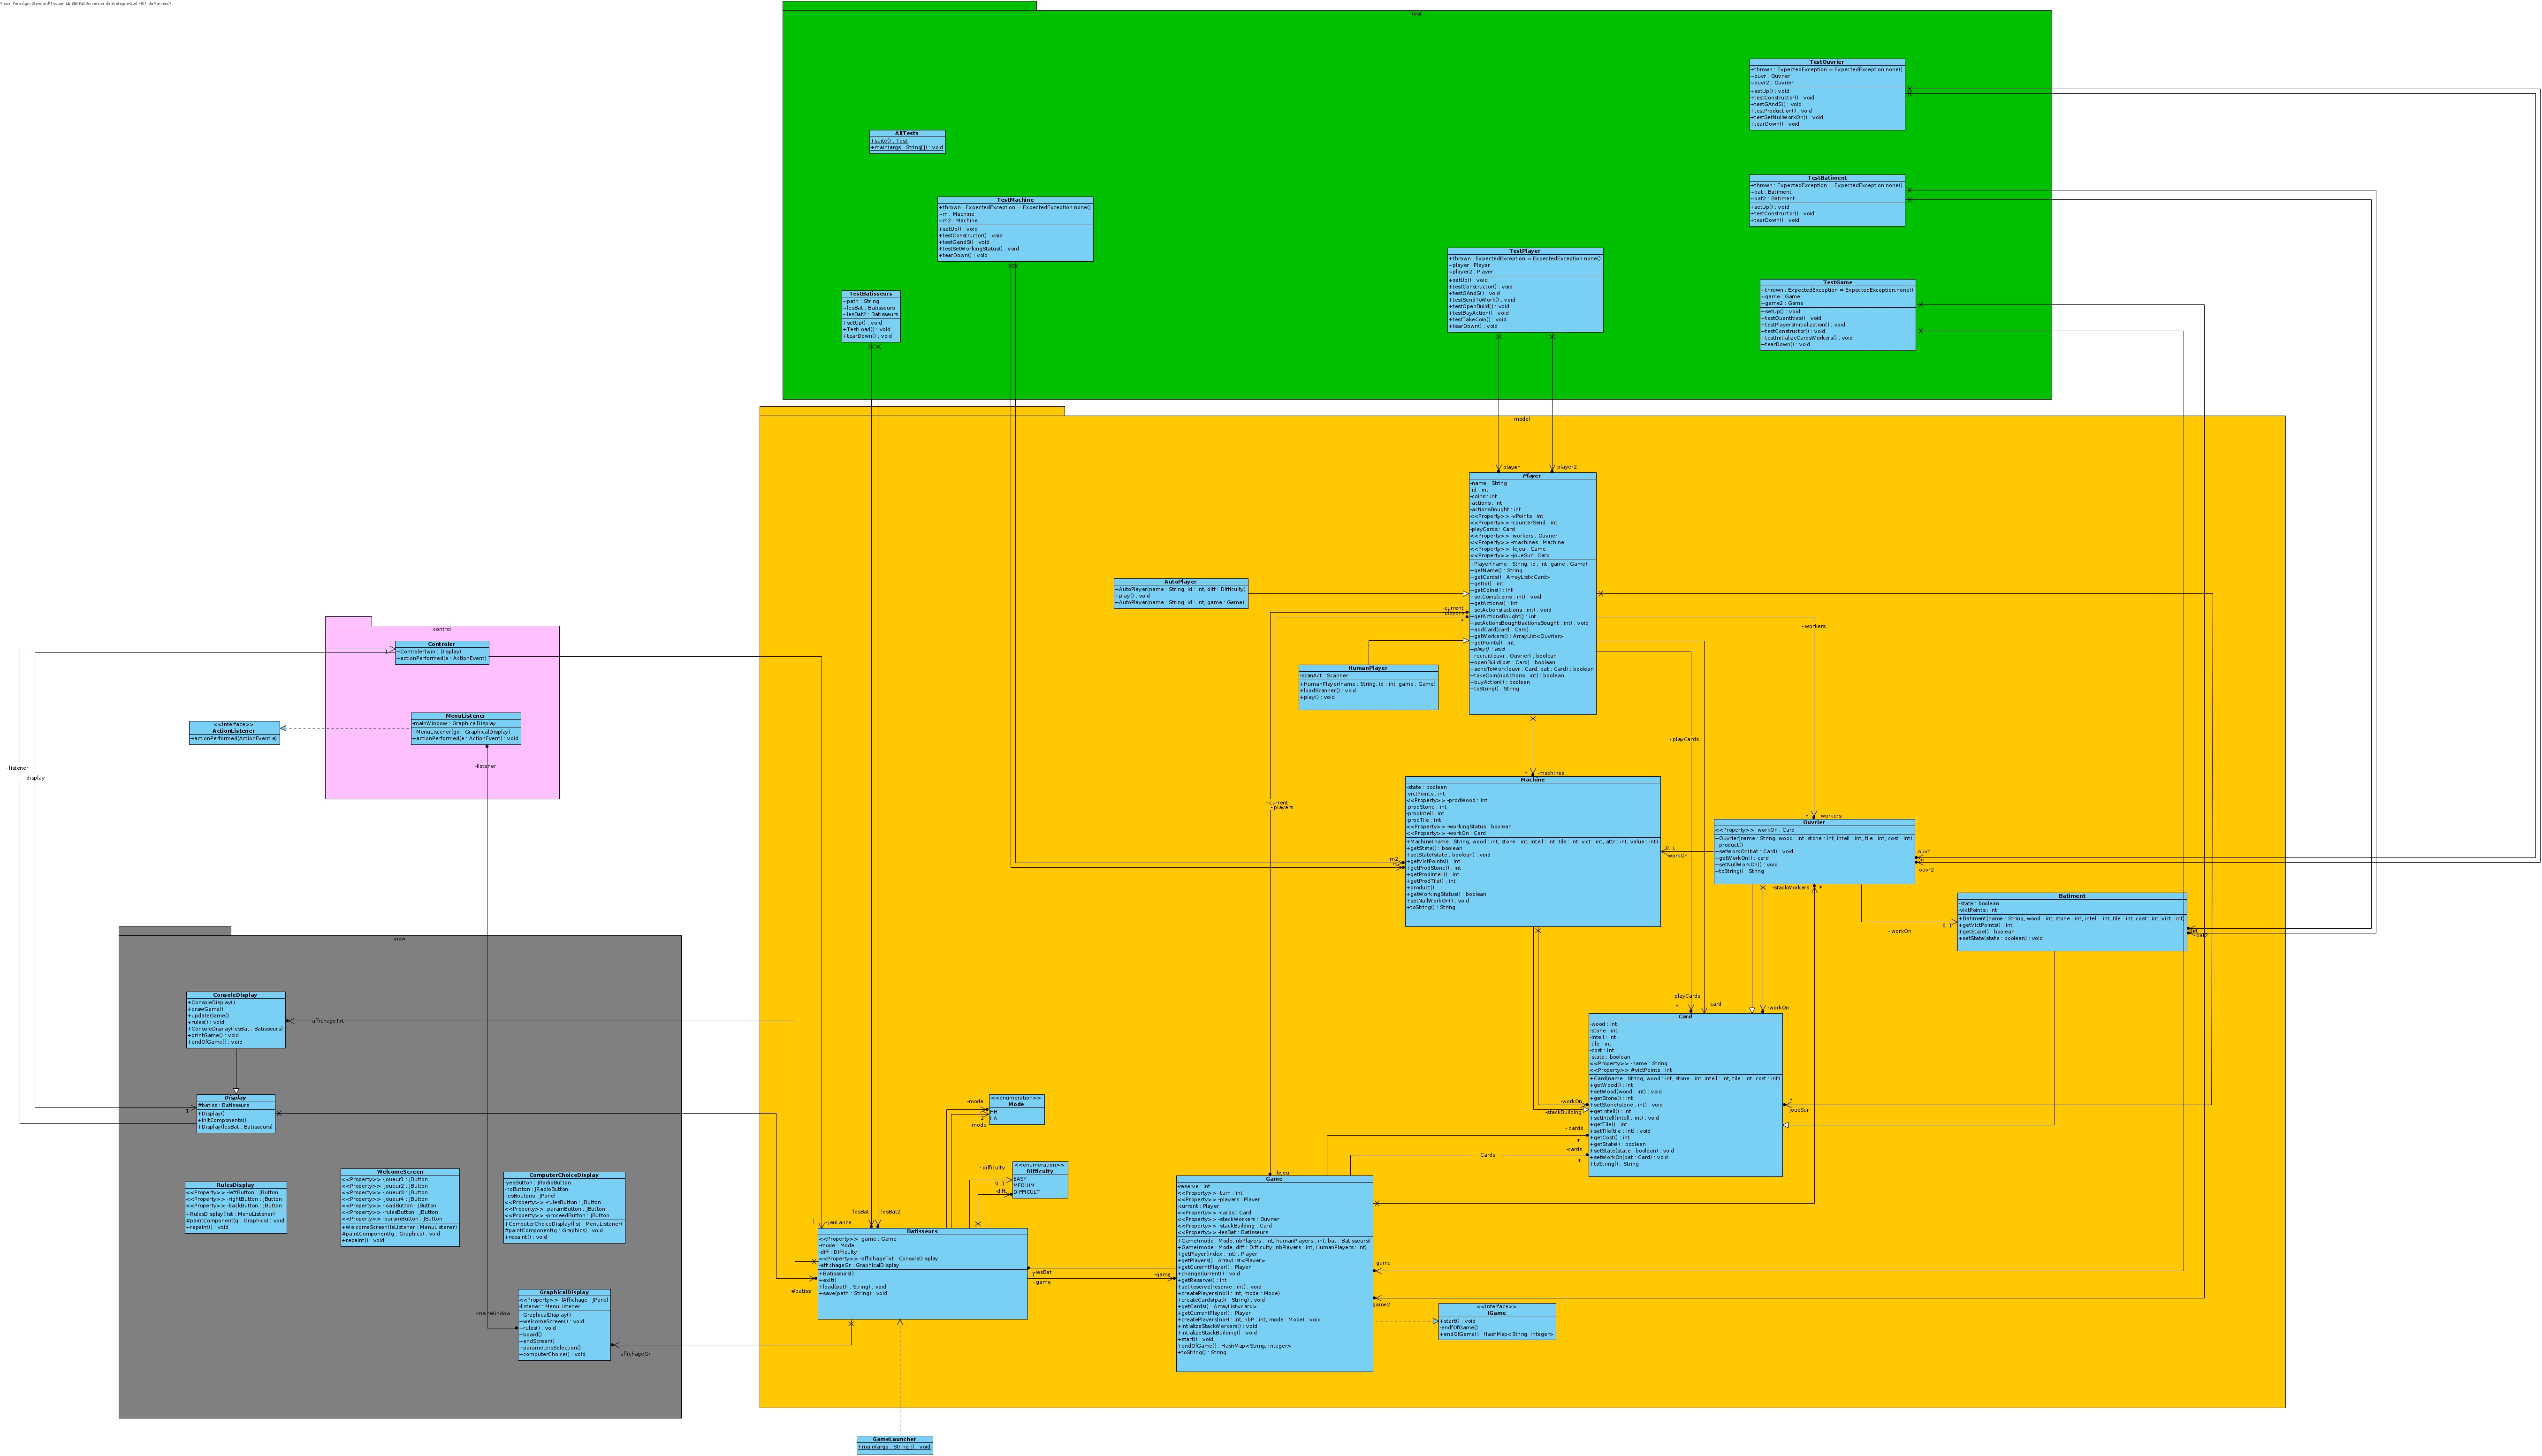 Visual Paradigm Standard(Titouan LE BERRE(Universite de Bretagne-Sud - IUT de Vannes))
test
TestOuvrier
+thrown : ExpectedException = ExpectedException.none()
~ouvr : Ouvrier
~ouvr2 : Ouvrier
+setUp() : void
+testConstructor() : void
+testGAndS() : void
+testProduction() : void
+testSetNullWorkOn() : void
+tearDown() : void
AllTests
+suite() : Test
+main(args : String[]) : void
TestBatiment
+thrown : ExpectedException = ExpectedException.none()
~bat : Batiment
~bat2 : Batiment
+setUp() : void
+testConstructor() : void
+tearDown() : void
TestMachine
+thrown : ExpectedException = ExpectedException.none()
~m : Machine
~m2 : Machine
+setUp() : void
+testConstructor() : void
+testGandS() : void
+testSetWorkingStatus() : void
+tearDown() : void
TestPlayer
+thrown : ExpectedException = ExpectedException.none()
~player : Player
~player2 : Player
+setUp() : void
+testConstructor() : void
+testGAndS() : void
+testSendToWork() : void
+testOpenBuild() : void
+testBuyAction() : void
+testTakeCoin() : void
+tearDown() : void
TestGame
+thrown : ExpectedException = ExpectedException.none()
~game : Game
~game2 : Game
+setUp() : void
+testQuantities() : void
+testPlayersInitialization() : void
+testConstructor() : void
+testInitializeCardsWorkers() : void
+tearDown() : void
TestBatisseurs
~path : String
~lesBat : Batisseurs
~lesBat2 : Batisseurs
+setUp() : void
+TestLoad() : void
+tearDown() : void
model
player
player2
Player
-name : String
-id : int
-coins : int
-actions : int
-actionsBought : int
<<Property>> -vPoints : int
<<Property>> -counterSend : int
-playCards : Card
<<Property>> -workers : Ouvrier
<<Property>> -machines : Machine
<<Property>> -leJeu : Game
<<Property>> -joueSur : Card
+Player(name : String, id : int, game : Game)
+getName() : String
+getCards() : ArrayList<Card>
+getId() : int
+getCoins() : int
+setCoins(coins : int) : void
+getActions() : int
+setActions(actions : int) : void
+getActionsBought() : int
+setActionsBought(actionsBought : int) : void
+addCard(card : Card)
+getWorkers() : ArrayList<Ouvrier>
+getPoints() : int
+play() : void
+recruit(ouvr : Ouvrier) : boolean
+openBuild(bat : Card) : boolean
+sendToWork(ouvr : Card, bat : Card) : boolean
+takeCoin(nbActions : int) : boolean
+buyAction() : boolean
+toString() : String
AutoPlayer
+AutoPlayer(name : String, id : int, diff : Difficulty)
+play() : void
+AutoPlayer(name : String, id : int, game : Game)
-current
-players
*
- workers
HumanPlayer
-scanAct : Scanner
+HumanPlayer(name : String, id : int, game : Game)
+loadScanner() : void
+play() : void
control
Controler
+Controler(win : Display)
+actionPerformed(e : ActionEvent)
1
MenuListener
-mainWindow : GraphicalDisplay
+MenuListener(gd : GraphicalDisplay)
+actionPerformed(e : ActionEvent) : void
<<Interface>>
ActionListener
+actionPerformed(ActionEvent e)
-listener
- listener
- display
- playCards
* -machines
Machine
-state : boolean
-victPoints : int
<<Property>> -prodWood : int
-prodStone : int
-prodIntell : int
-prodTile : int
<<Property>> -workingStatus : boolean
<<Property>> -workOn : Card
+Machine(name : String, wood : int, stone : int, intell : int, tile : int, vict : int, attr : int, value : int)
+getState() : boolean
+setState(state : boolean) : void
+getVictPoints() : int
+getProdStone() : int
+getProdIntell() : int
+getProdTile() : int
+product()
+getWorkingStatus() : boolean
+setNullWorkOn() : void
+toString() : String
- current
- players
m2
* -workers
Ouvrier
<<Property>> -workOn : Card
+Ouvrier(name : String, wood : int, stone : int, intell : int, tile : int, cost : int)
+product()
+setWorkOn(bat : Card) : void
+getWorkOn() : card
+setNullWorkOn() : void
+toString() : String
0..1
-workOn
ouvr
ouvr2
-stackWorkers *
Batiment
-state : boolean
-victPoints : int
+Batiment(name : String, wood : int, stone : int, intell : int, tile : int, cost : int, vict : int)
+getVictPoints() : int
+getState() : boolean
+setState(state : boolean) : void
0..1
- workOn
bat2
view
ConsoleDisplay
+ConsoleDisplay()
+drawGame()
+updateGame()
+rules() : void
+ConsoleDisplay(lesBat : Batisseurs)
+printGame() : void
+endOfGame() : void
-affichageTxt
-playCards
*
card
-workOn
Card
-wood : int
-stone : int
-intell : int
-tile : int
-cost : int
-state : boolean
<<Property>> -name : String
<<Property>> #victPoints : int
+Card(name : String, wood : int, stone : int, intell : int, tile : int, cost : int)
+getWood() : int
+setWood(wood : int) : void
+getStone() : int
+setStone(stone : int) : void
+getIntell() : int
+setIntell(intell : int) : void
+getTile() : int
+setTile(tile : int) : void
+getCost() : int
+getState() : boolean
+setState(state : boolean) : void
+setWorkOn(bat : Card) : void
+toString() : String
-workOn
-stackBuilding
*
-joueSur
- cards
*
-cards
*
- Cards
Display
#batiss : Batisseurs
+Display()
+initComponents()
+Display(lesBat : Batisseurs)
1
-mode
1
- mode
<<enumeration>>
Mode
HH
HA
<<enumeration>>
Difficulty
EASY
MEDIUM
DIFFICULT
- difficulty
0..1
-diff
RulesDisplay
<<Property>> -leftButton : JButton
<<Property>> -rightButton : JButton
<<Property>> -backButton : JButton
+RulesDisplay(list : MenuListener)
#paintComponent(g : Graphics) : void
+repaint() : void
WelcomeScreen
<<Property>> -joueur1 : JButton
<<Property>> -joueur2 : JButton
<<Property>> -joueur3 : JButton
<<Property>> -joueur4 : JButton
<<Property>> -loadButton : JButton
<<Property>> -rulesButton : JButton
<<Property>> -paramButton : JButton
+WelcomeScreen(leListener : MenuListener)
#paintComponent(g : Graphics) : void
+repaint() : void
ComputerChoiceDisplay
-yesButton : JRadioButton
-noButton : JRadioButton
-lesBoutons : JPanel
<<Property>> -rulesButton : JButton
<<Property>> -paramButton : JButton
<<Property>> -proceedButton : JButton
+ComputerChoiceDisplay(list : MenuListener)
#paintComponent(g : Graphics) : void
+repaint() : void
lesBat
lesBat2
1
-jeuLance
Batisseurs
<<Property>> -game : Game
-mode : Mode
-diff : Difficulty
<<Property>> -affichageTxt : ConsoleDisplay
-affichageGr : GraphicalDisplay
+Batisseurs()
+exit()
+load(path : String) : void
+save(path : String) : void
#batiss
-lesBat
1
- game
-game
-leJeu
Game
-reserve : int
<<Property>> -turn : int
<<Property>> -players : Player
-current : Player
<<Property>> -cards : Card
<<Property>> -stackWorkers : Ouvrier
<<Property>> -stackBuilding : Card
<<Property>> -lesBat : Batisseurs
+Game(mode : Mode, nbPlayers : int, humanPlayers : int, bat : Batisseurs)
+Game(mode : Mode, diff : Difficulty, nbPlayers : int, HumanPlayers : int)
+getPlayer(index : int) : Player
+getPlayers() : ArrayList<Player>
+getCurerntPlayer() : Player
+changeCurrent() : void
+getReserve() : int
+setReserve(reserve : int) : void
+createPlayers(nbH : int, mode : Mode)
+createCards(path : String) : void
+getCards() : ArrayList<card>
+getCurrentPlayer() : Player
+createPlayers(nbH : int, nbP : int, mode : Mode) : void
+intializeStackWorkers() : void
+intializeStackBuilding() : void
+start() : void
+endOfGame() : HashMap<String, Integer>
+toString() : String
game
game2
<<Interface>>
IGame
+start() : void
-endOfGame()
+endOfGame() : HashMap<String, Integer>
GraphicalDisplay
<<Property>> -lAffichage : JPanel
-listener : MenuListener
+GraphicalDisplay()
+welcomeScreen() : void
+rules() : void
+board()
+endScreen()
+parametersSelection()
+computerChoice() : void
-mainWindow
-affichageGr
GameLauncher
+main(args : String[]) : void